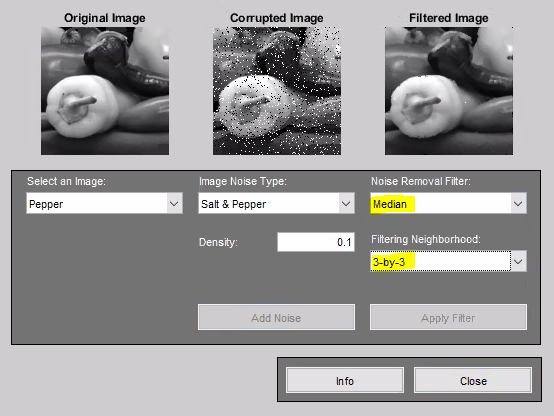 Original Image
Corrupted Image
Filtered Image
Select an Image:
Image Noise Type:
Noise Removal Filter:
Pepper
Salt & Pepper
Median
Density:
0.1
Filtering Neighborhood:
3-by-3
Add Noise
Apply Filter
Info
Close